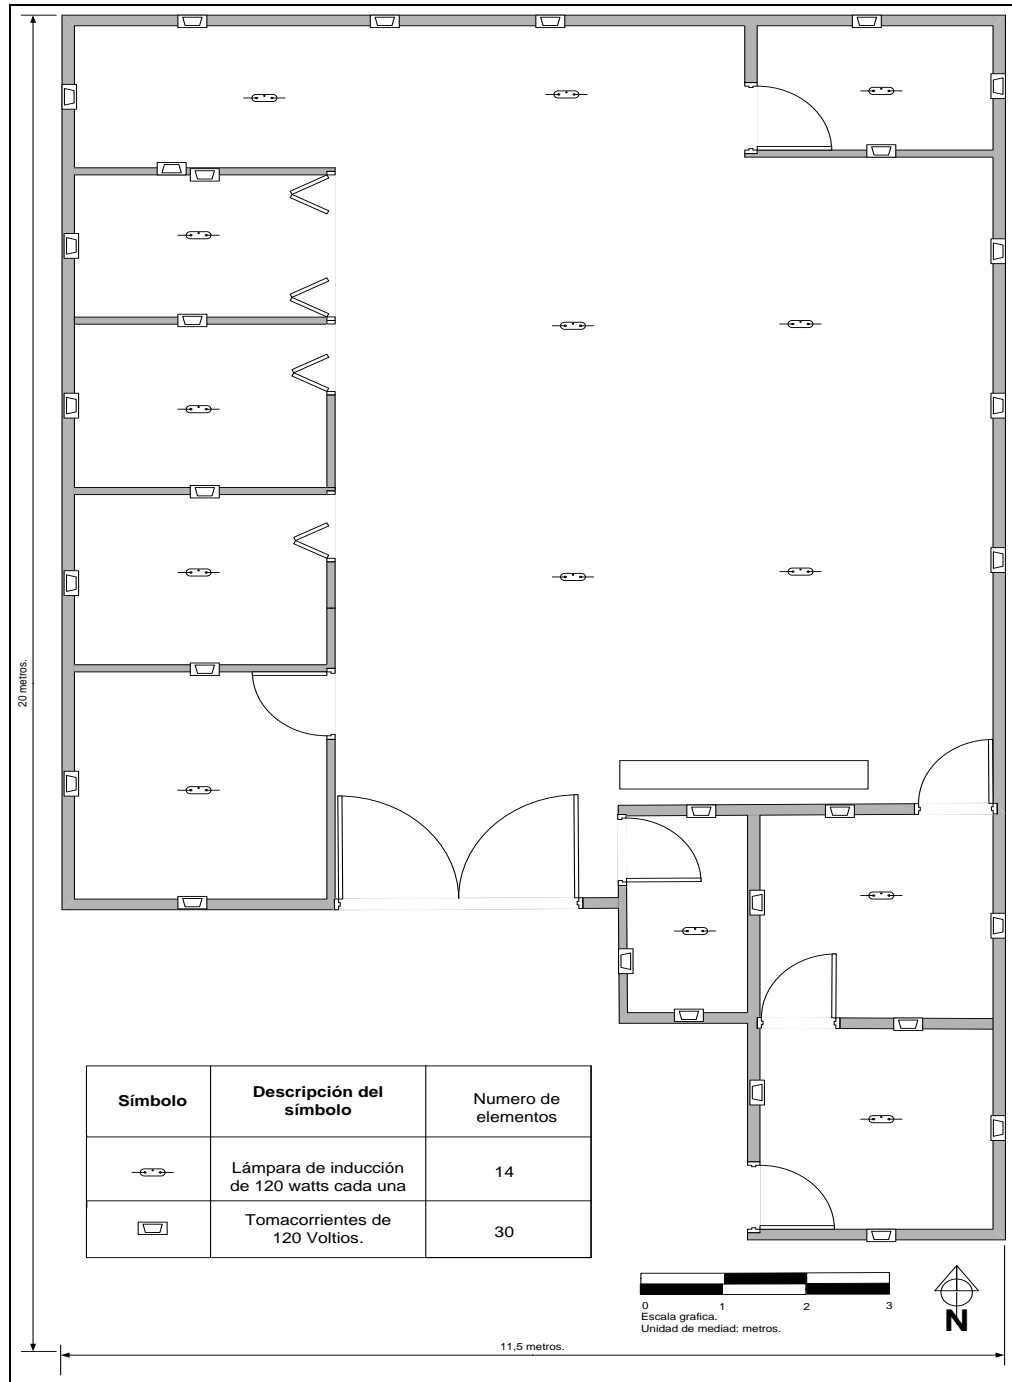 20 metros.
Símbolo
Descripción del
símbolo
Numero de
elementos
Lámpara de inducción
de 120 watts cada una
14
Tomacorrientes de
120 Voltios.
30
0 1 2 3
Escala grafica.
Unidad de mediad: metros.
N
11,5 metros.